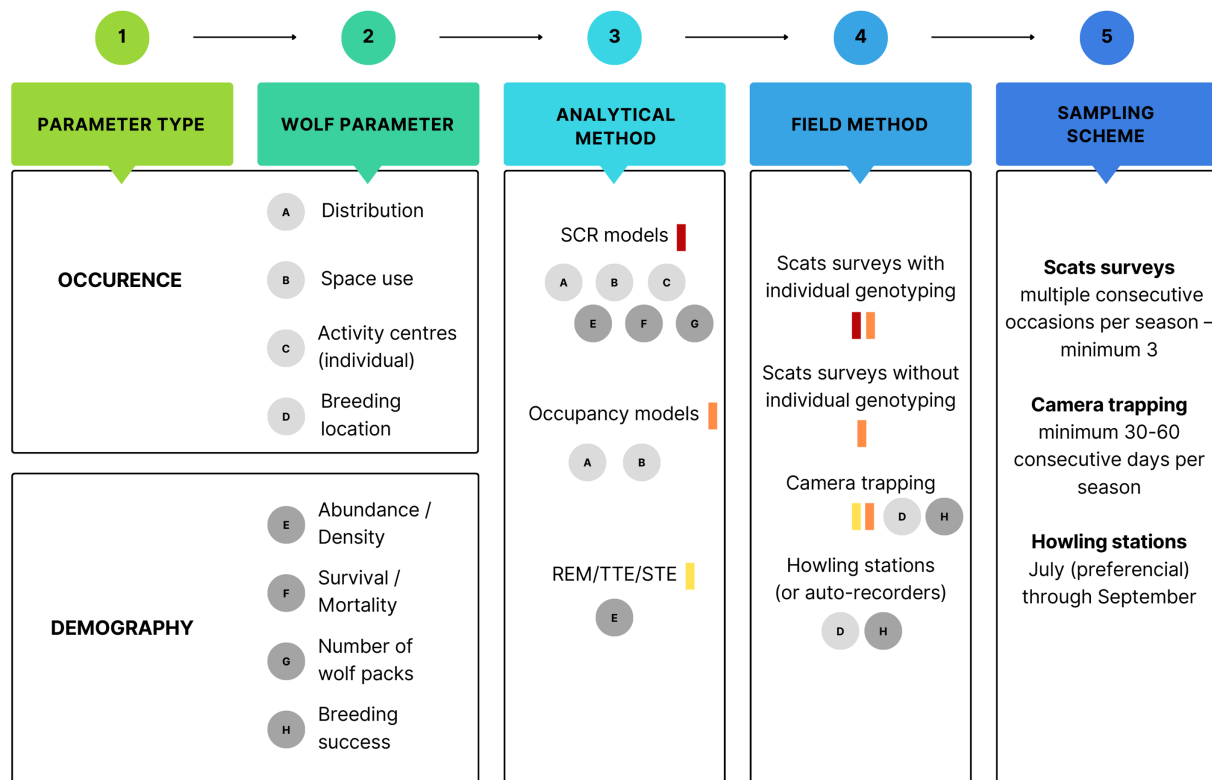 1
2
3
4
5
PARAMETER TYPE
WOLF PARAMETER
ANALYTICAL
METHOD
FIELD METHOD
SAMPLING
SCHEME
OCCURENCE
A Distribution
B Space use
C Activity centres
(individual)
D Breeding
location
DEMOGRAPHY
E Abundance /
Density
F Survival /
Mortality
G Number of
wolf packs
H Breeding
success
SCR models
A B C
E F G
Occupancy models
A B
REM/TTE/STE
E
Scats surveys with
individual genotyping
Scats surveys without
individual genotyping
Camera trapping
D H
Howling stations
(or auto-recorders)
D H
Scats surveys
multiple consecutive
occasions per season –
minimum 3
Camera trapping
minimum 30-60
consecutive days per
season
Howling stations
July (preferencial)
through September